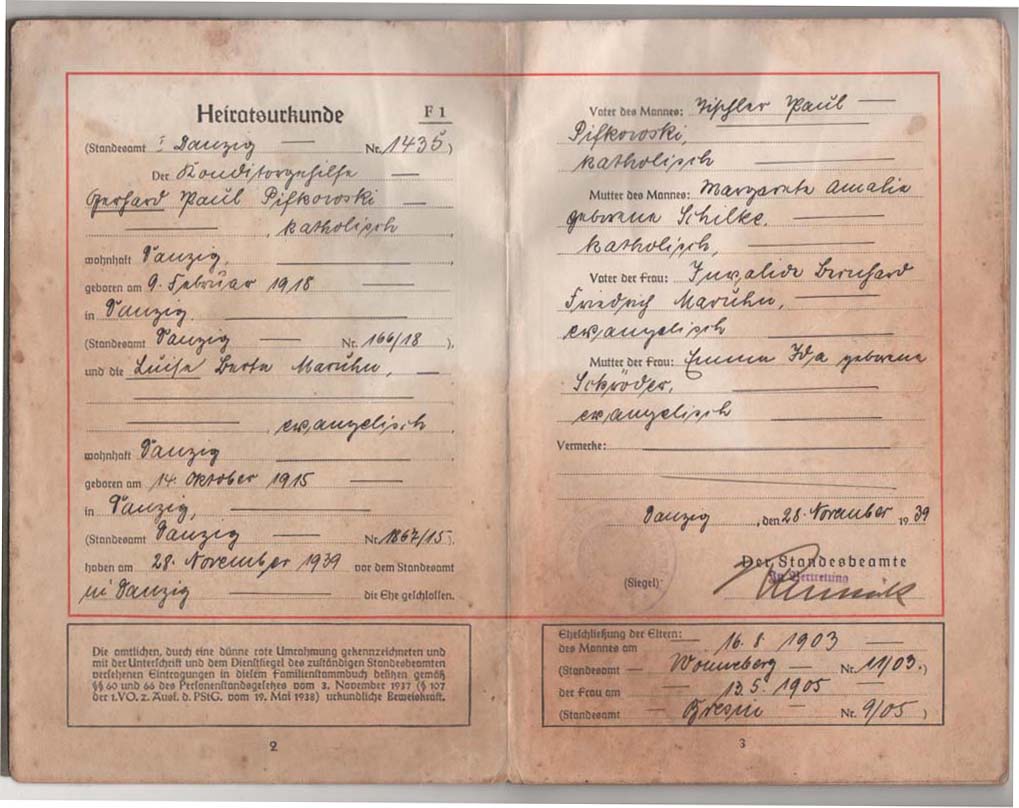 Heiratsurkunde F 1
(Standesamt I Danzig — Nr. 1435)
Der Konditorgehilfe —
Gerhard Paul Pifkowski —
— , katholisch
wohnhaft Danzig, —
geboren am 9. Februar 1918 —
in Danzig —
(Standesamt Danzig — Nr. 166/18 ),
und die Luise Berta Maruhn, —
—
— evangelisch
wohnhaft Danzig —
geboren am 14. Oktober 1915 —
in Danzig, —
(Standesamt Danzig — Nr. 1867/15 ).
haben am 28. November 1939 vor dem Standesamt
in Danzig — die Ehe geschlossen.
Die amtlichen, durch eine dünne rote Umrahmung gekennzeichneten und
mit der Unterschrift und dem Dienstsiegel des zuständigen Standesbeamten
versehenen Eintragungen in diesem Familienstammbuch besitzen gemäß
§§ 60 und 66 des Personenstandsgesetzes vom 3. November 1937 (§ 107
der 1. VO. z. Ausf. d. PStG. vom 19. Mai 1938) urkundliche Beweiskraft.
2
Vater des Mannes: Tischler Paul —
Pifkowski, —
katholisch —
Mutter des Mannes: Margarete Amalie
geborene Schilke, —
katholisch, —
Vater der Frau: Invalide Bernhard
Friedrich Maruhn, —
evangelisch —
Mutter der Frau: Emma Ida geborene
Schröder, —
evangelisch —
Vermerke: —
Danzig , den 28. November 1939
Der Standesbeamte
(Siegel) In Vertretung
Eheschließung der Eltern:
des Mannes am 16. 8. 1903 —
(Standesamt — Wonneberg — Nr. 11/03. )
der Frau am — 13. 5. 1905 —
(Standesamt — Nr. 9/05 )
3